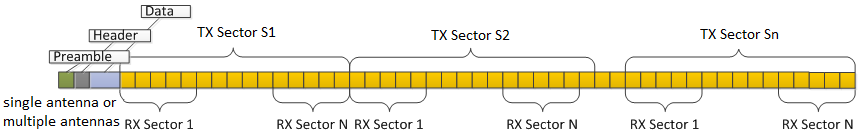 Data
Header
Preamble
TX Sector S1
TX Sector S2
TX Sector Sn
single antenna or
multiple antennas
RX Sector 1
RX Sector N
RX Sector 1
RX Sector N
RX Sector 1
RX Sector N